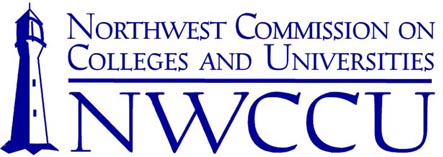 Northwest Commission on
Colleges and Universities
NWCCU